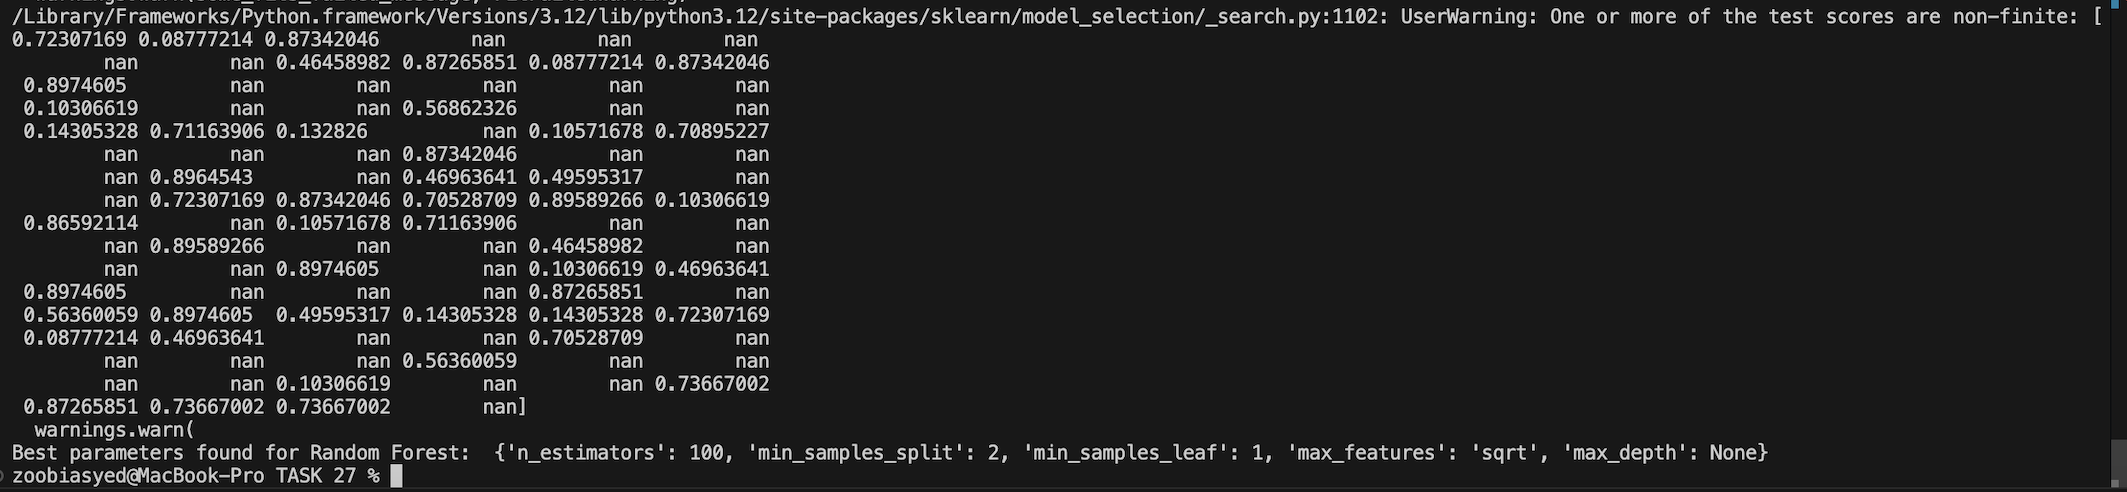 /Library/Frameworks/Python.framework/Versions/3.12/lib/python3.12/site-packages/sklearn/model_selection/_search.py:1102: UserWarning: One or more of the test scores are non-finite: [
0.72307169 0.08777214 0.87342046 nan nan nan
nan nan 0.46458982 0.87265851 0.08777214 0.87342046
0.8974605 nan nan nan nan nan
0.10306619 nan nan 0.56862326 nan nan
0.14305328 0.71163906 0.132826 nan 0.10571678 0.70895227
nan nan nan 0.87342046 nan nan
nan 0.8964543 nan 0.46963641 0.49595317 nan
nan 0.72307169 0.87342046 0.70528709 0.89589266 0.10306619
0.86592114 nan 0.10571678 0.71163906 nan nan
nan 0.89589266 nan nan 0.46458982 nan
nan nan 0.8974605 nan 0.10306619 0.46963641
0.8974605 nan nan nan 0.87265851 nan
0.56360059 0.8974605 0.49595317 0.14305328 0.14305328 0.72307169
0.08777214 0.46963641 nan nan 0.70528709 nan
nan nan nan 0.56360059 nan nan
nan nan 0.10306619 nan nan 0.73667002
0.87265851 0.73667002 0.73667002 nan]
warnings.warn(
Best parameters found for Random Forest: {'n_estimators': 100, 'min_samples_split': 2, 'min_samples_leaf': 1, 'max_features': 'sqrt', 'max_depth': None}
zoobiasyed@MacBook-Pro TASK 27 %